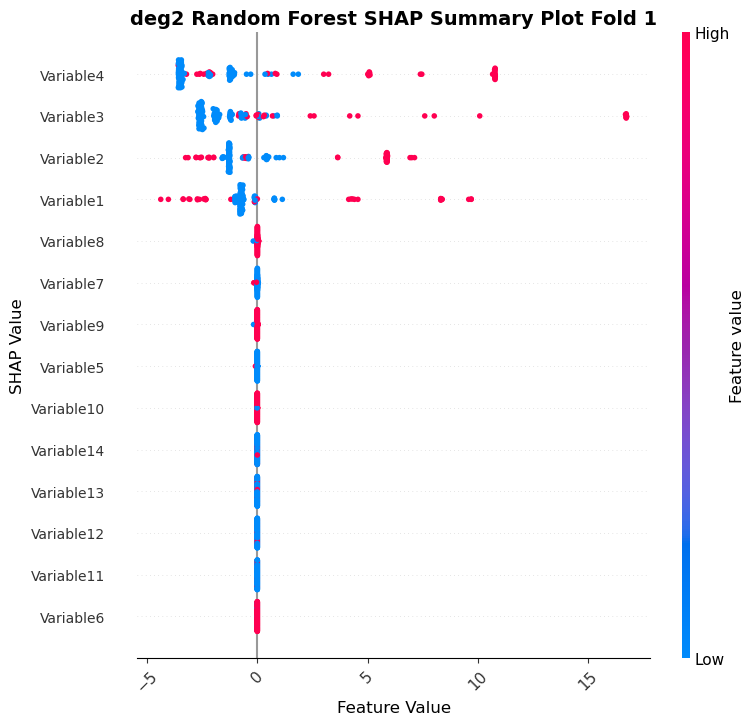 deg2 Random Forest SHAP Summary Plot Fold 1
High
Variable4
Variable3
Variable2
Variable1
Variable8
Variable7
Variable9
Variable5
Variable10
Variable14
Variable13
Variable12
Variable11
Variable6
SHAP Value
Feature value
Low
−5
0
5
10
15
Feature Value